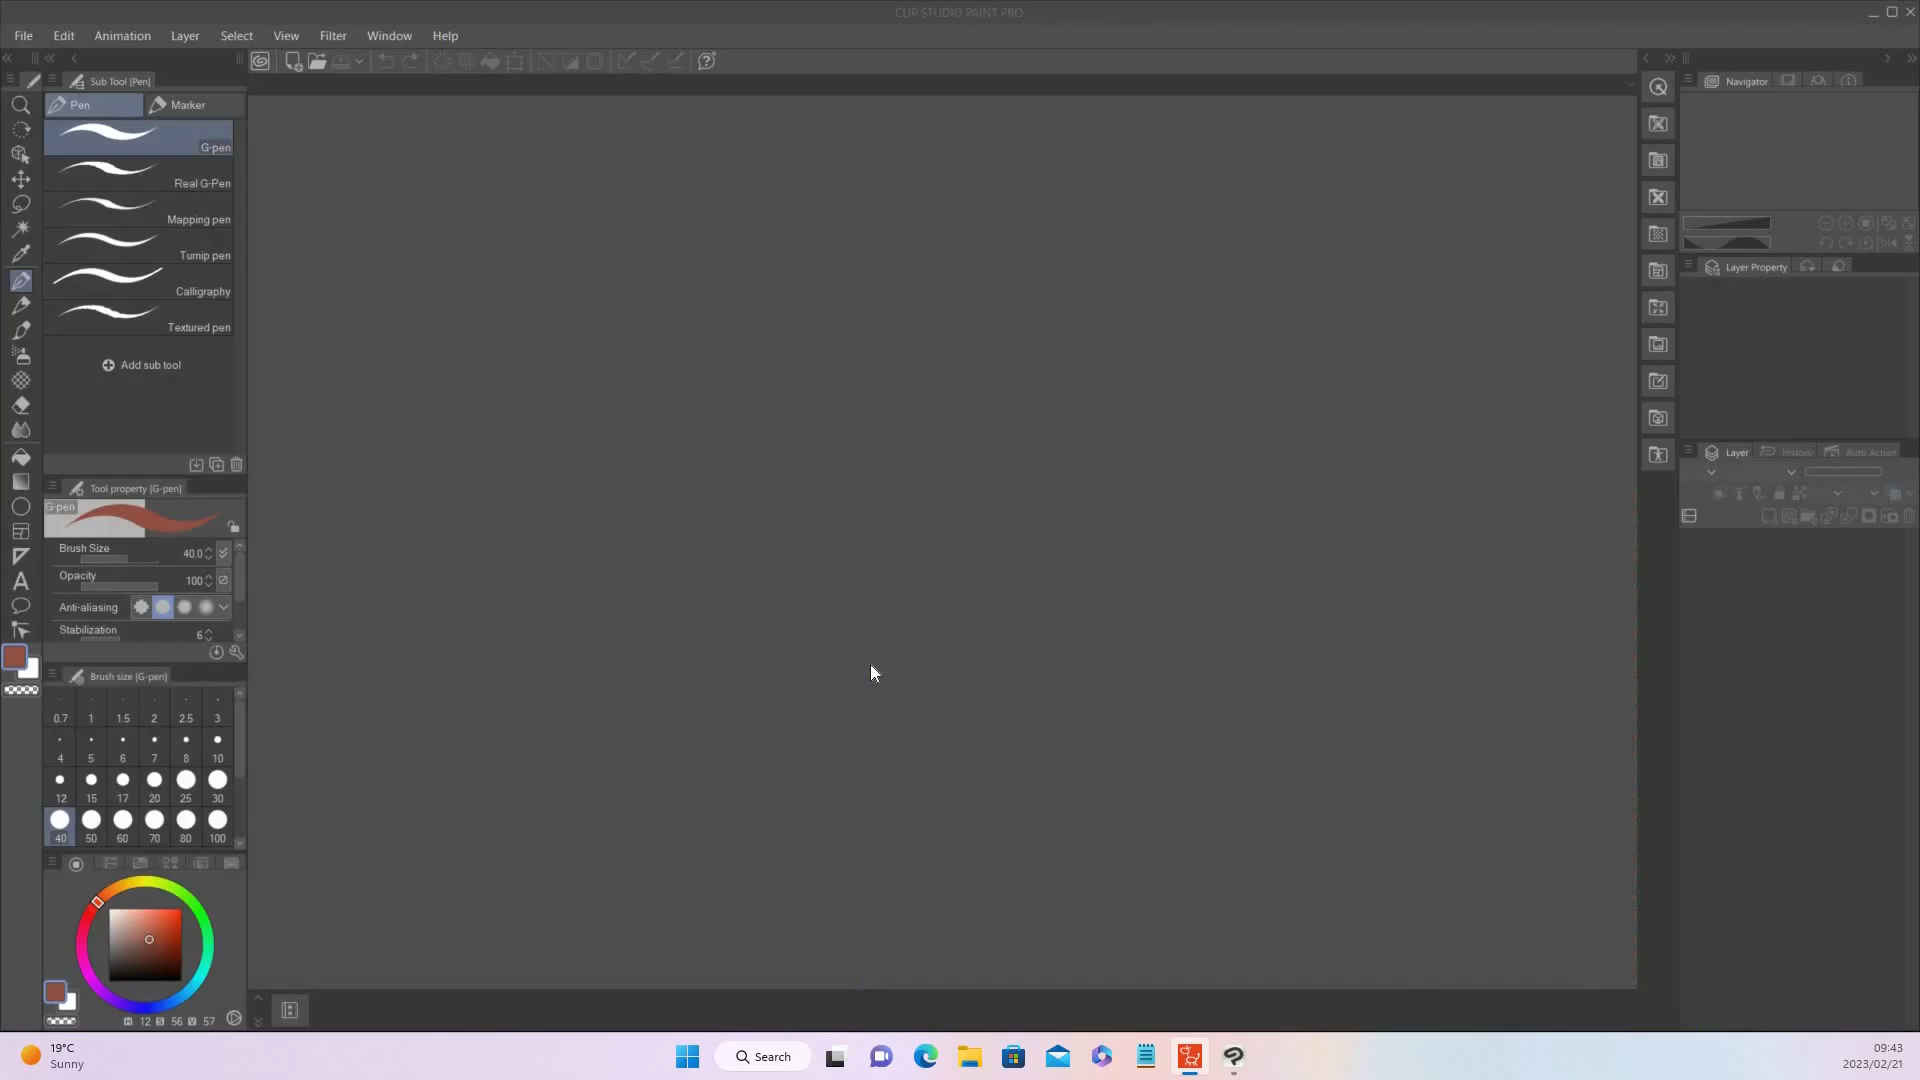 CLIP STUDIO PAINT PRO
File Edit Animation Layer Select View Filter Window Help
Sub Tool [Pen]
Pen Marker
G-pen
Real G-Pen
Mapping pen
Turnip pen
Calligraphy
Textured pen
Add sub tool
Tool property [G-pen]
G-pen
Brush Size 40.0
Opacity 100
Anti-aliasing
Stabilization 6
Brush size [G-pen]
0.7 1 1.5 2 2.5 3
4 5 6 7 8 10
12 15 17 20 25 30
40 50 60 70 80 100
H 12 S 56 V 57
Navigator
Layer Property
Layer History Auto Action
19°C
Sunny
Search
09:43
2023/02/21